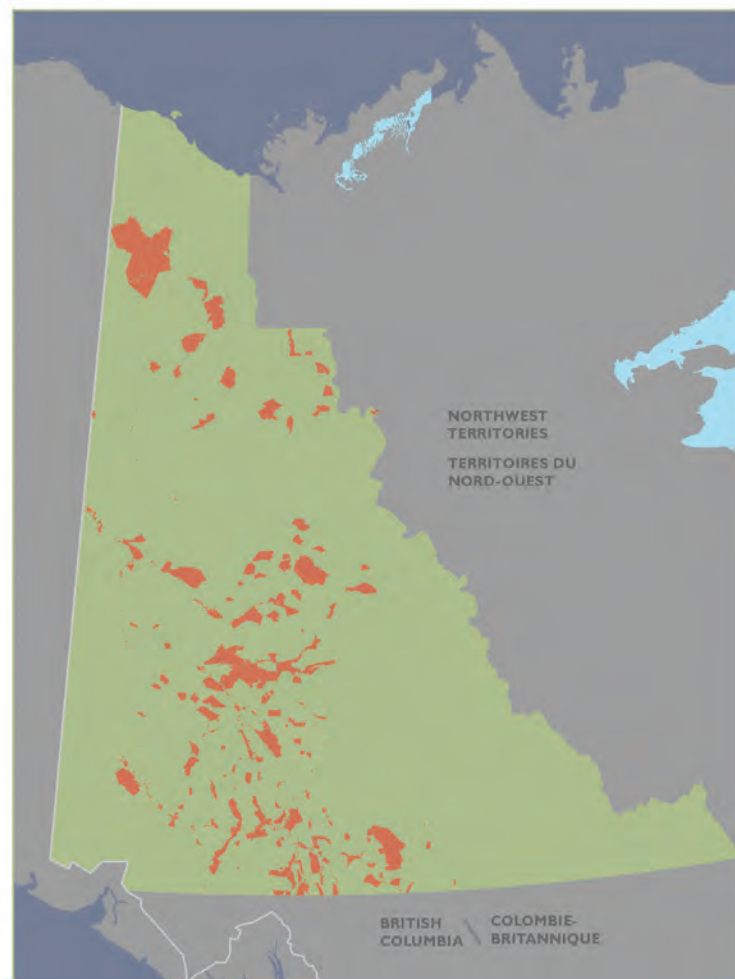 NORTHWEST
TERRITORIES
TERRITOIRES DU
NORD-OUEST
BRITISH
COLUMBIA
COLOMBIE-
BRITANNIQUE